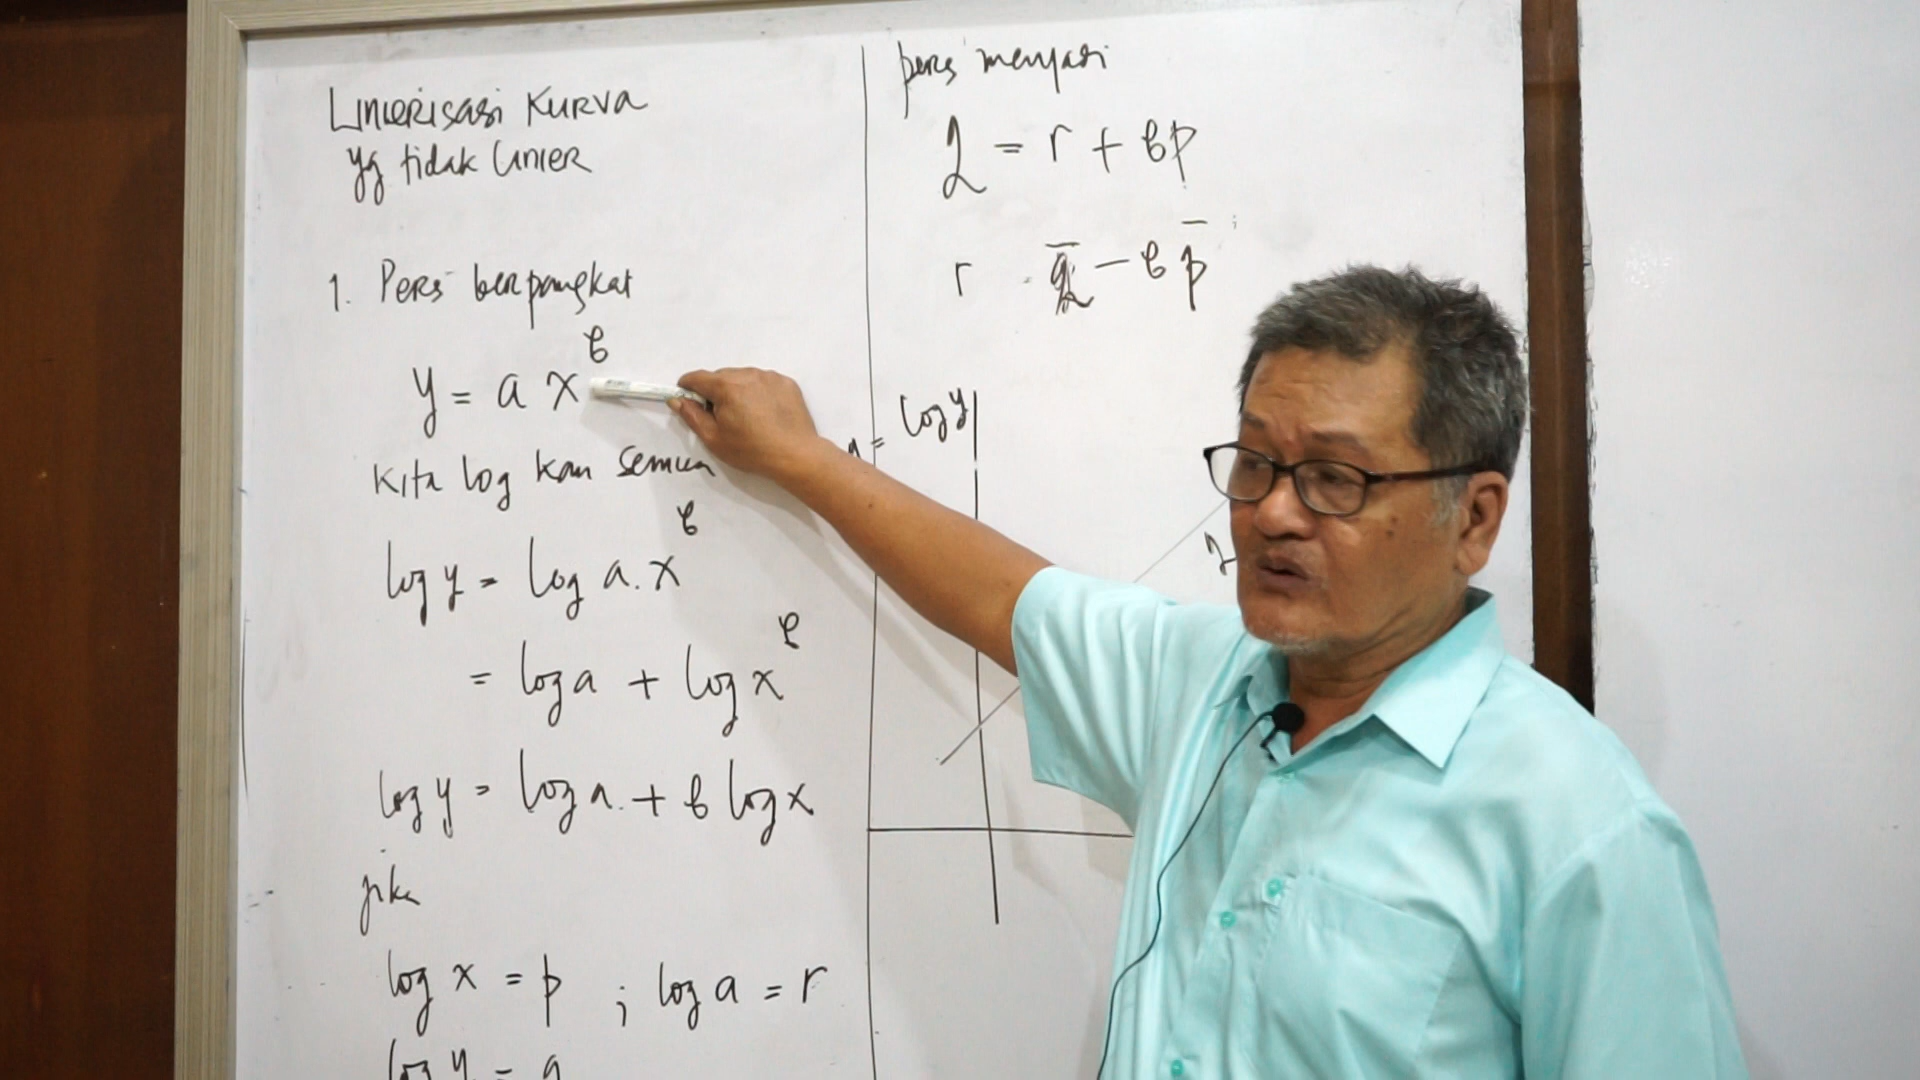 Linierisasi Kurva
yg tidak Linier
1. Pers berpangkat
y = a x^b
Kita log kan semua
log y = log a. x^b
= log a + log x^b
log y = log a. + b log x
jika
log x = p ; log a = r
log y = q
pers menjadi
q = r + bp
r = q̄ - b p̄
q = log y
q